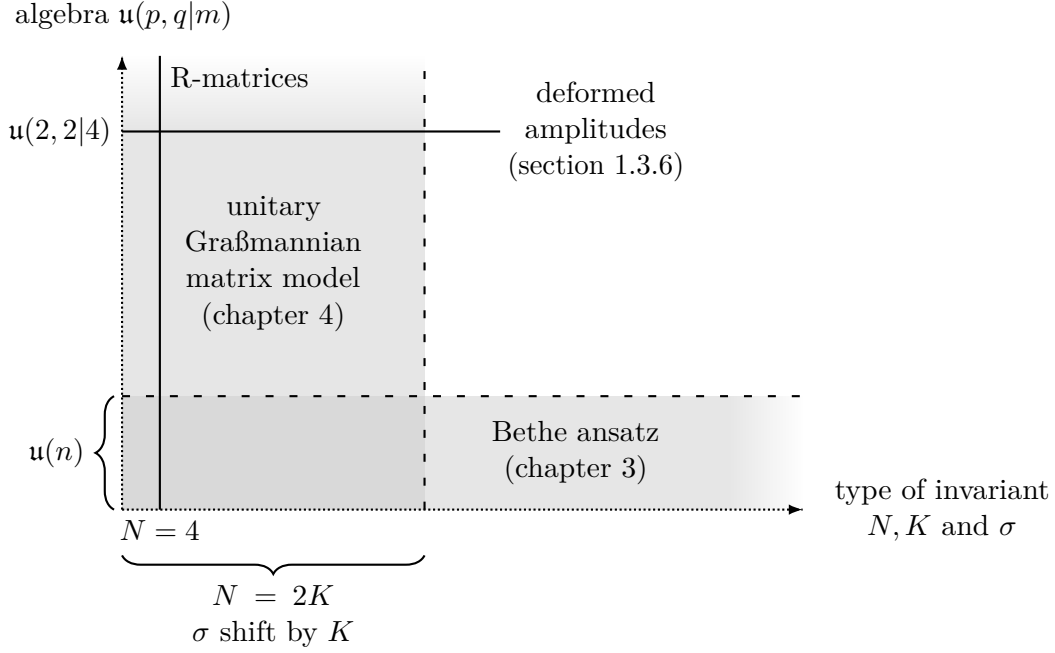 algebra 𝔲(p, q|m)
R-matrices
deformed
amplitudes
(section 1.3.6)
𝔲(2, 2|4)
unitary
Graßmannian
matrix model
(chapter 4)
Bethe ansatz
(chapter 3)
𝔲(n)
type of invariant
N, K and σ
N = 4
N = 2K
σ shift by K